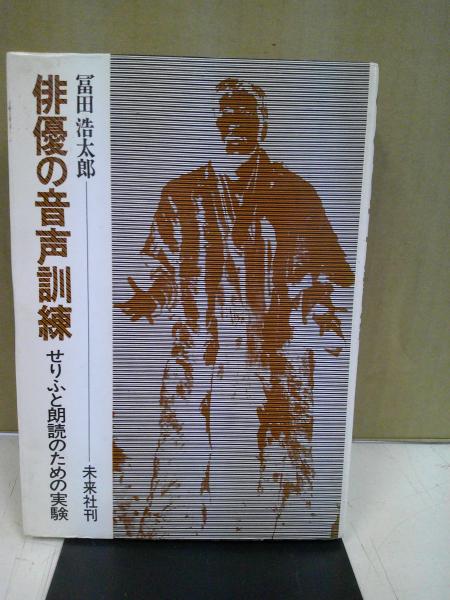 俳優の音声訓練
せりふと朗読のための実験
冨田 浩太郎
未来社刊